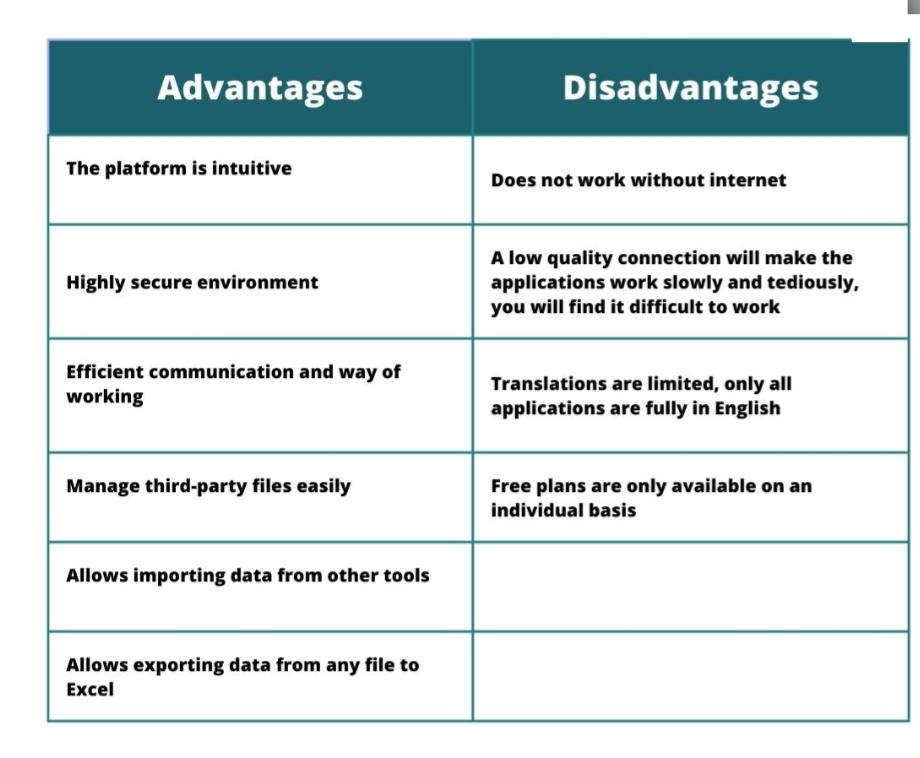 Advantages
Disadvantages
The platform is intuitive
Does not work without internet
Highly secure environment
A low quality connection will make the
applications work slowly and tediously,
you will find it difficult to work
Efficient communication and way of
working
Translations are limited, only all
applications are fully in English
Manage third-party files easily
Free plans are only available on an
individual basis
Allows importing data from other tools
Allows exporting data from any file to
Excel